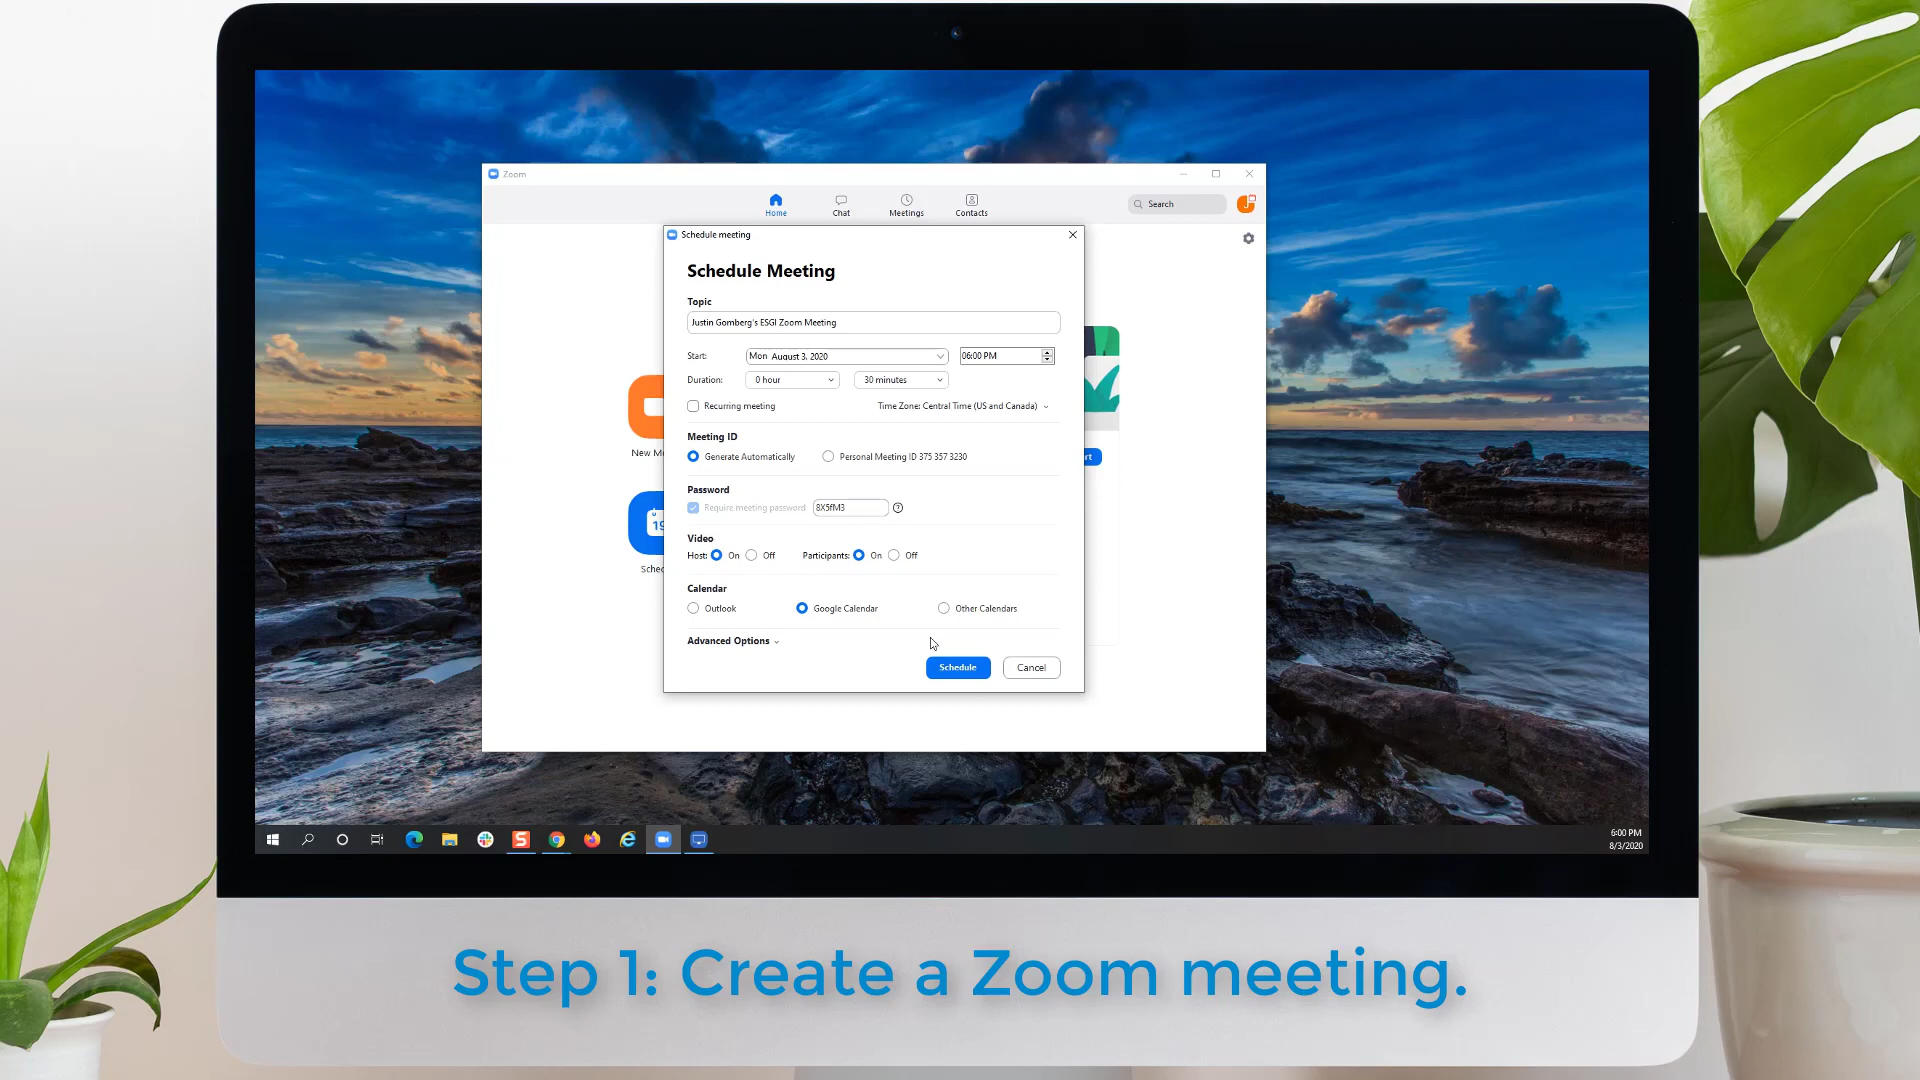 Zoom
Home Chat Meetings Contacts
Search
J
Schedule meeting
Schedule Meeting
Topic
Justin Gomberg's ESGI Zoom Meeting
Start: Mon August 3, 2020 06:00 PM
Duration: 0 hour 30 minutes
Recurring meeting Time Zone: Central Time (US and Canada)
Meeting ID
New M
Generate Automatically Personal Meeting ID 375 357 3230
rt
Password
Require meeting password 8X5fM3 ?
19
Video
Host: On Off Participants: On Off
Sched
Calendar
Outlook Google Calendar Other Calendars
Advanced Options
Schedule Cancel
6:00 PM
8/3/2020
Step 1: Create a Zoom meeting.